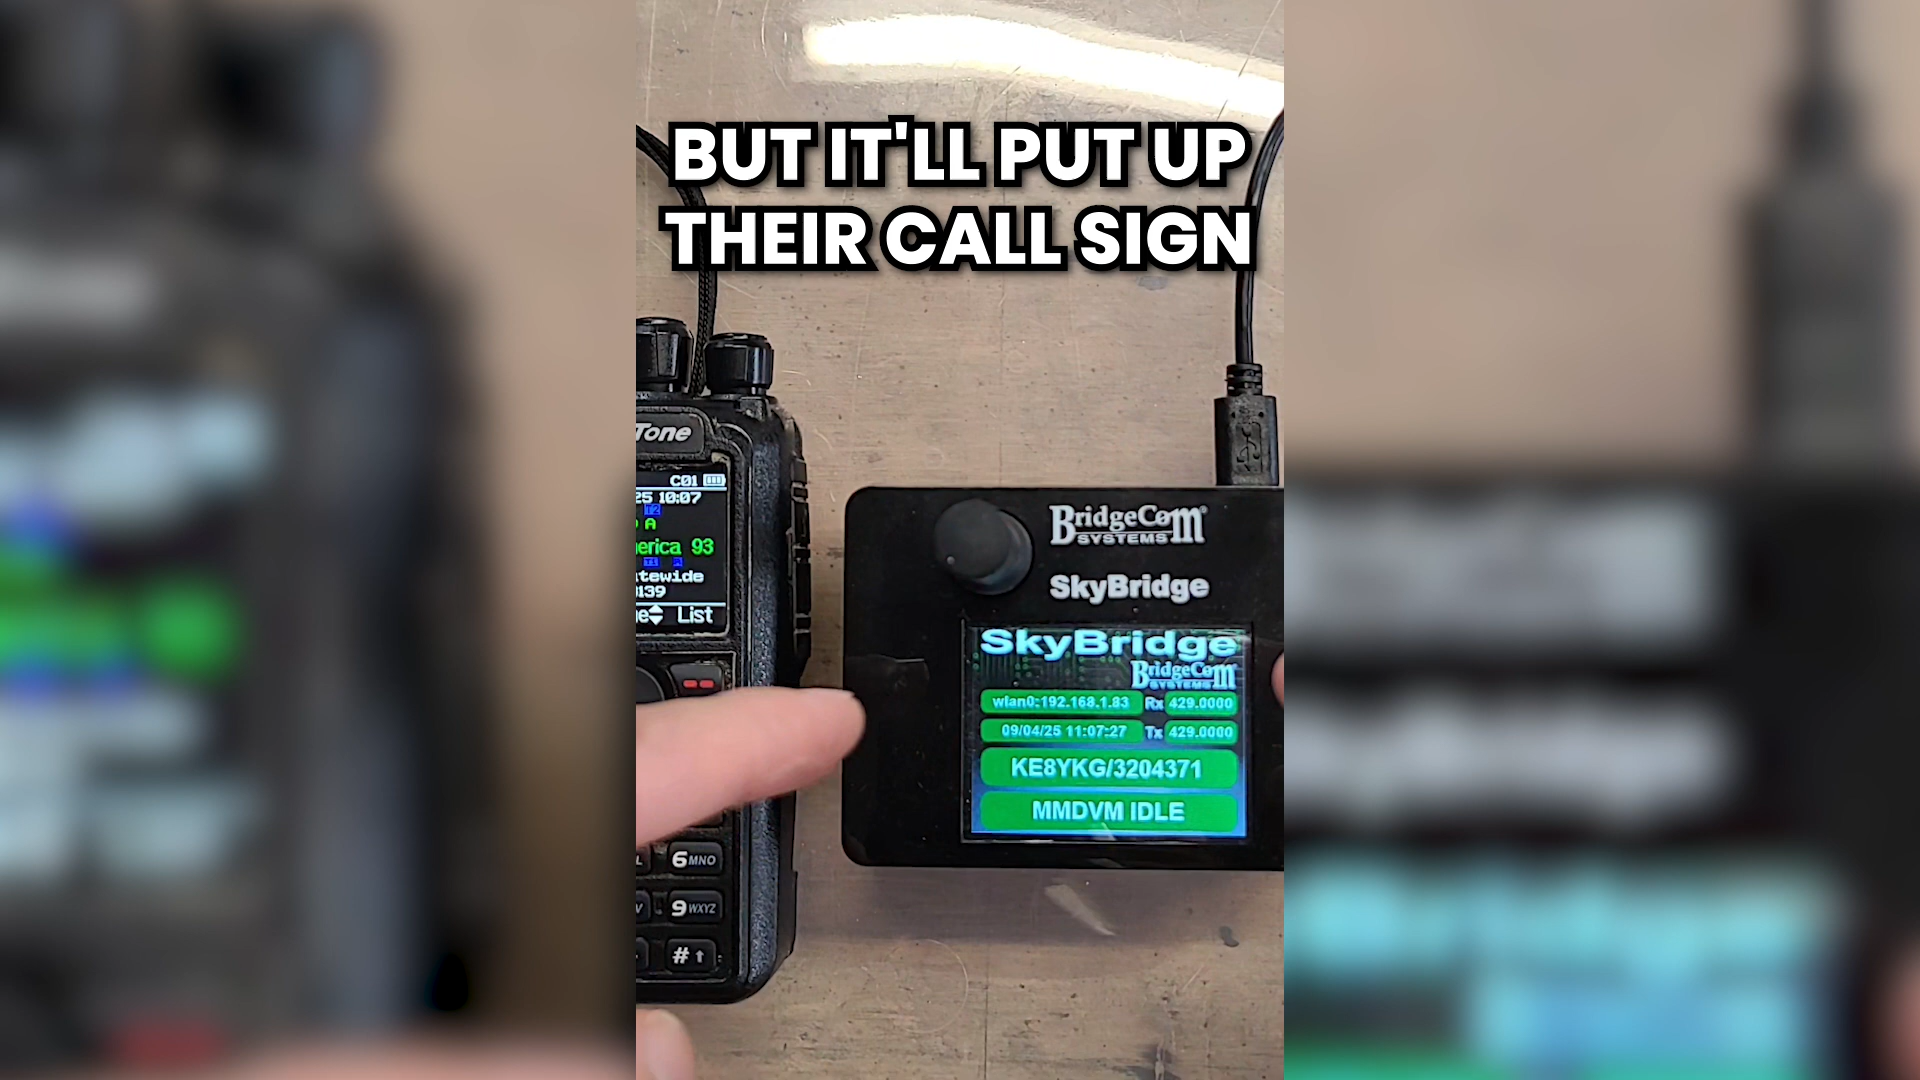 BUT IT'LL PUT UP
THEIR CALL SIGN
Tone
C01
25 10:07
T2
A
erica 93
T1 A
tewide
139
e List
6MNO
9WXYZ
#
BridgeCom
SYSTEMS
SkyBridge
SkyBridge
BridgeCom
SYSTEMS
wlan0:192.168.1.83 Rx 429.0000
09/04/25 11:07:27 Tx 429.0000
KE8YKG/3204371
MMDVM IDLE